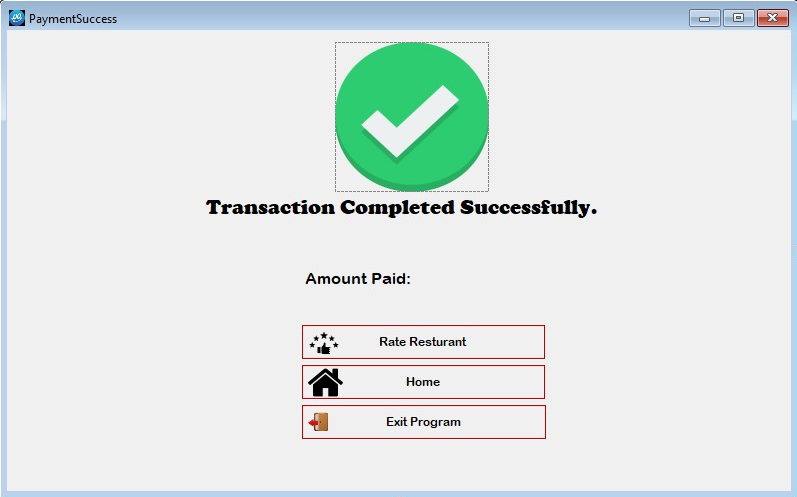 PaymentSuccess
Transaction Completed Successfully.
Amount Paid:
Rate Resturant
Home
Exit Program